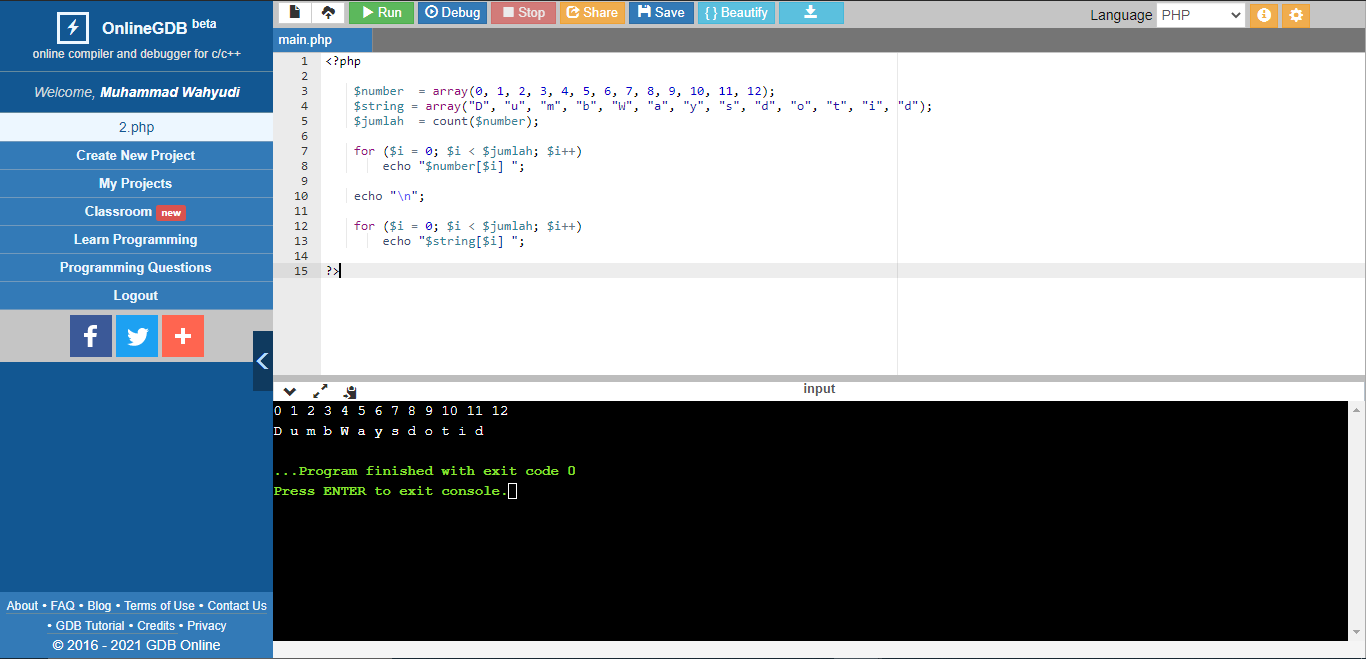 OnlineGDB beta
online compiler and debugger for c/c++
Welcome, Muhammad Wahyudi
2.php
Create New Project
My Projects
Classroom new
Learn Programming
Programming Questions
Logout
About • FAQ • Blog • Terms of Use • Contact Us
• GDB Tutorial • Credits • Privacy
© 2016 - 2021 GDB Online
Run Debug Stop Share Save { } Beautify Language PHP
main.php
1 <?php
2
3 $number  = array(0, 1, 2, 3, 4, 5, 6, 7, 8, 9, 10, 11, 12);
4 $string = array("D", "u", "m", "b", "W", "a", "y", "s", "d", "o", "t", "i", "d");
5 $jumlah  = count($number);
6
7 for ($i = 0; $i < $jumlah; $i++)
8 echo "$number[$i] ";
9
10 echo "\n";
11
12 for ($i = 0; $i < $jumlah; $i++)
13 echo "$string[$i] ";
14
15 ?>
input
0 1 2 3 4 5 6 7 8 9 10 11 12
D u m b W a y s d o t i d
...Program finished with exit code 0
Press ENTER to exit console.